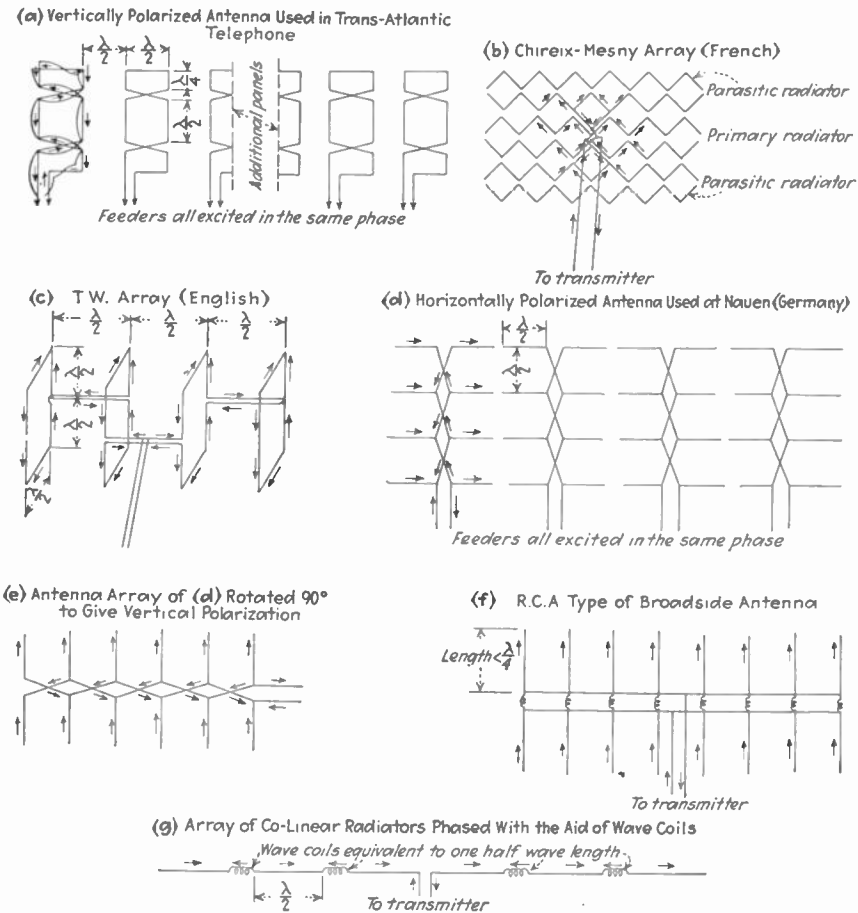 (a) Vertically Polarized Antenna Used in Trans-Atlantic
Telephone
λ/2
λ/2
λ/4
λ/2
Additional panels
Feeders all excited in the same phase
(b) Chireix-Mesny Array (French)
Parasitic radiator
Primary radiator
Parasitic radiator
To transmitter
(c) T.W. Array (English)
λ/2
λ/2
λ/2
λ/2
λ/2
(d) Horizontally Polarized Antenna Used at Nauen (Germany)
λ/2
λ/2
Feeders all excited in the same phase
(e) Antenna Array of (d) Rotated 90°
to Give Vertical Polarization
(f) R.C.A Type of Broadside Antenna
Length<λ/4
To transmitter
(g) Array of Co-Linear Radiators Phased With the Aid of Wave Coils
Wave coils equivalent to one half wave length
λ/2
To transmitter